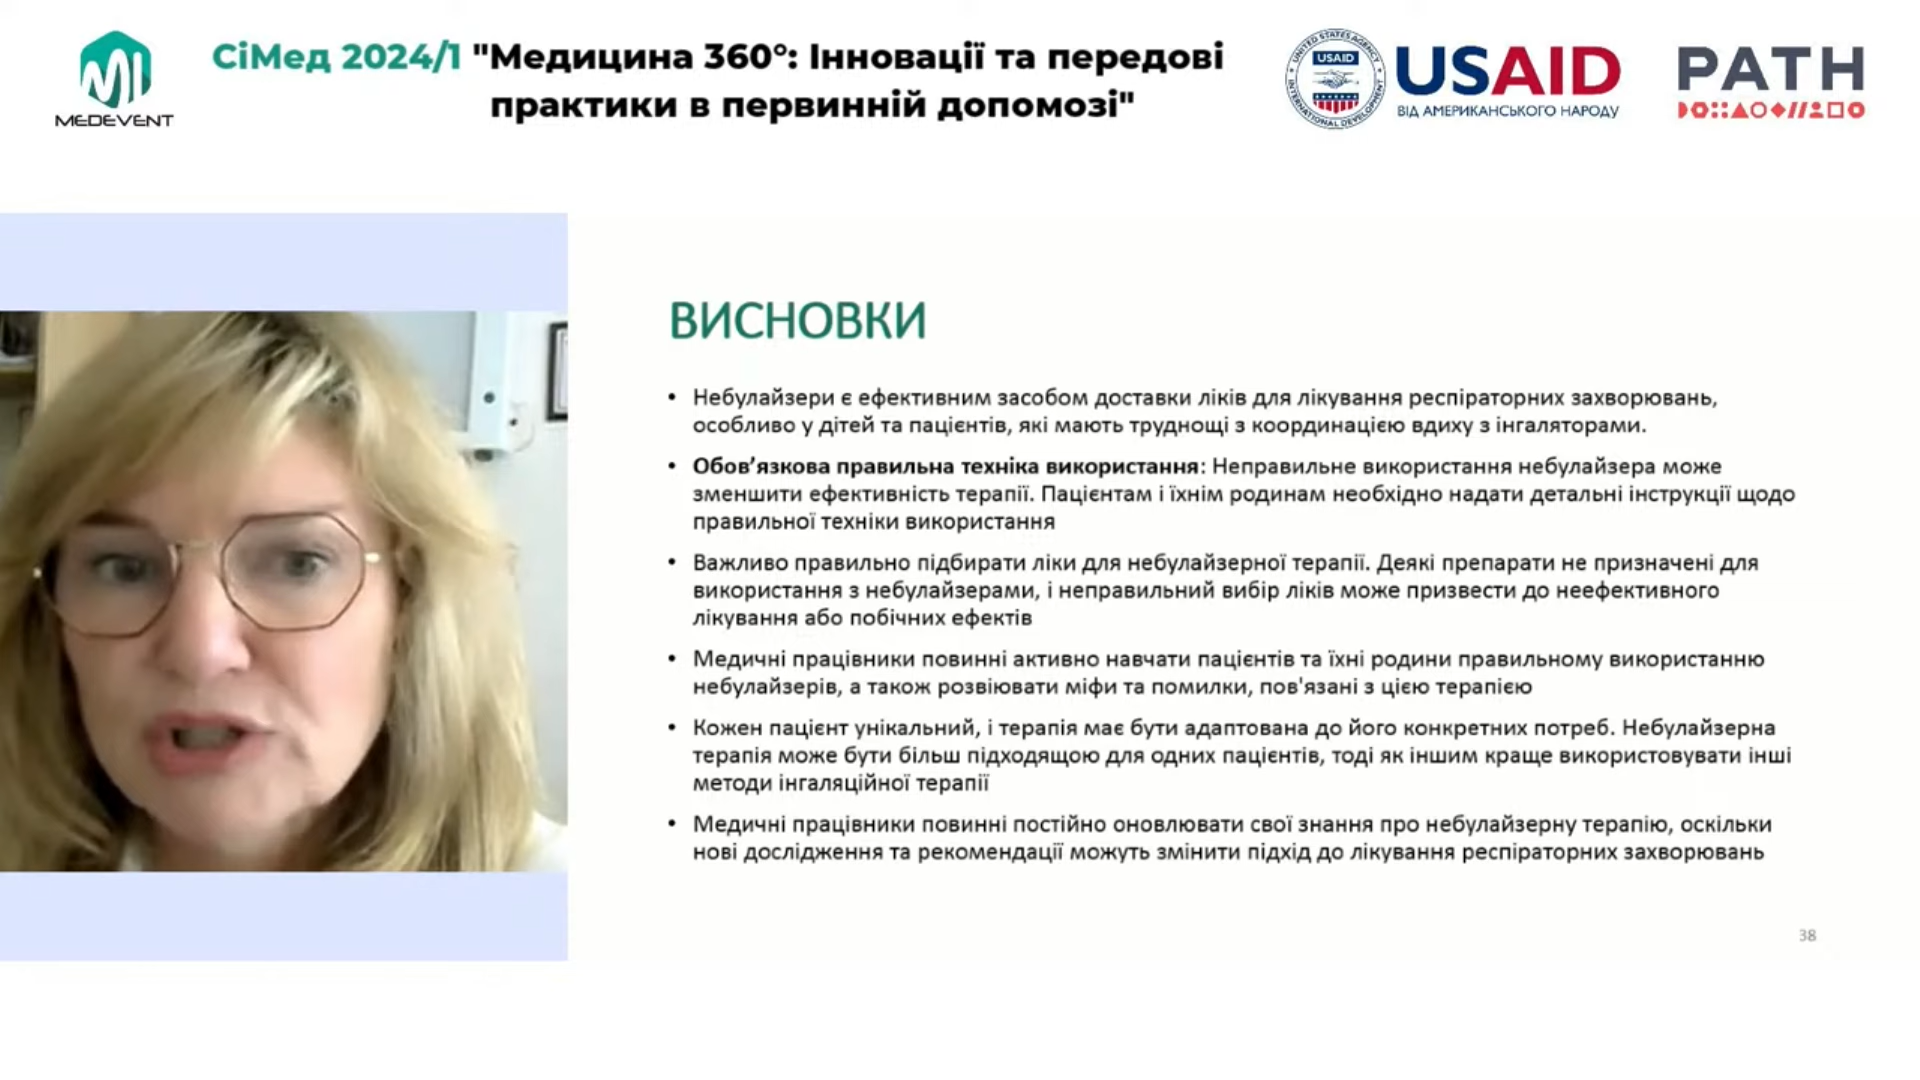 СіМед 2024/1 "Медицина 360°: Інновації та передові
практики в первинній допомозі"
MEDEVENT
UNITED STATES AGENCY
USAID
INTERNATIONAL DEVELOPMENT
USAID
ВІД АМЕРИКАНСЬКОГО НАРОДУ
PATH
ВИСНОВКИ
• Небулайзери є ефективним засобом доставки ліків для лікування респіраторних захворювань,
особливо у дітей та пацієнтів, які мають труднощі з координацією вдиху з інгаляторами.
• Обов’язкова правильна техніка використання: Неправильне використання небулайзера може
зменшити ефективність терапії. Пацієнтам і їхнім родинам необхідно надати детальні інструкції щодо
правильної техніки використання
• Важливо правильно підбирати ліки для небулайзерної терапії. Деякі препарати не призначені для
використання з небулайзерами, і неправильний вибір ліків може призвести до неефективного
лікування або побічних ефектів
• Медичні працівники повинні активно навчати пацієнтів та їхні родини правильному використанню
небулайзерів, а також розвіювати міфи та помилки, пов'язані з цією терапією
• Кожен пацієнт унікальний, і терапія має бути адаптована до його конкретних потреб. Небулайзерна
терапія може бути більш підходящою для одних пацієнтів, тоді як іншим краще використовувати інші
методи інгаляційної терапії
• Медичні працівники повинні постійно оновлювати свої знання про небулайзерну терапію, оскільки
нові дослідження та рекомендації можуть змінити підхід до лікування респіраторних захворювань
38